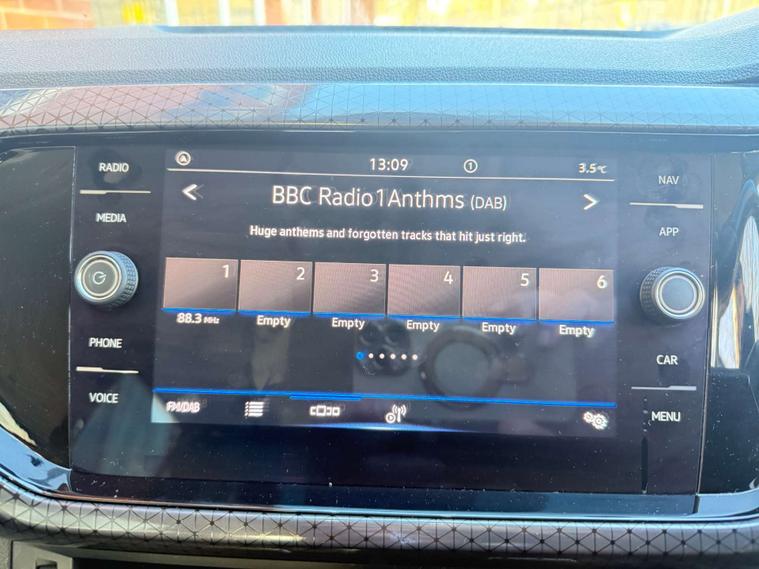 RADIO
MEDIA
PHONE
VOICE
A 13:09 1 3.5°C
BBC Radio 1 Anthms (DAB)
Huge anthems and forgotten tracks that hit just right.
1 2 3 4 5 6
88.3 MHz Empty Empty Empty Empty Empty
FM/DAB
NAV
APP
CAR
MENU